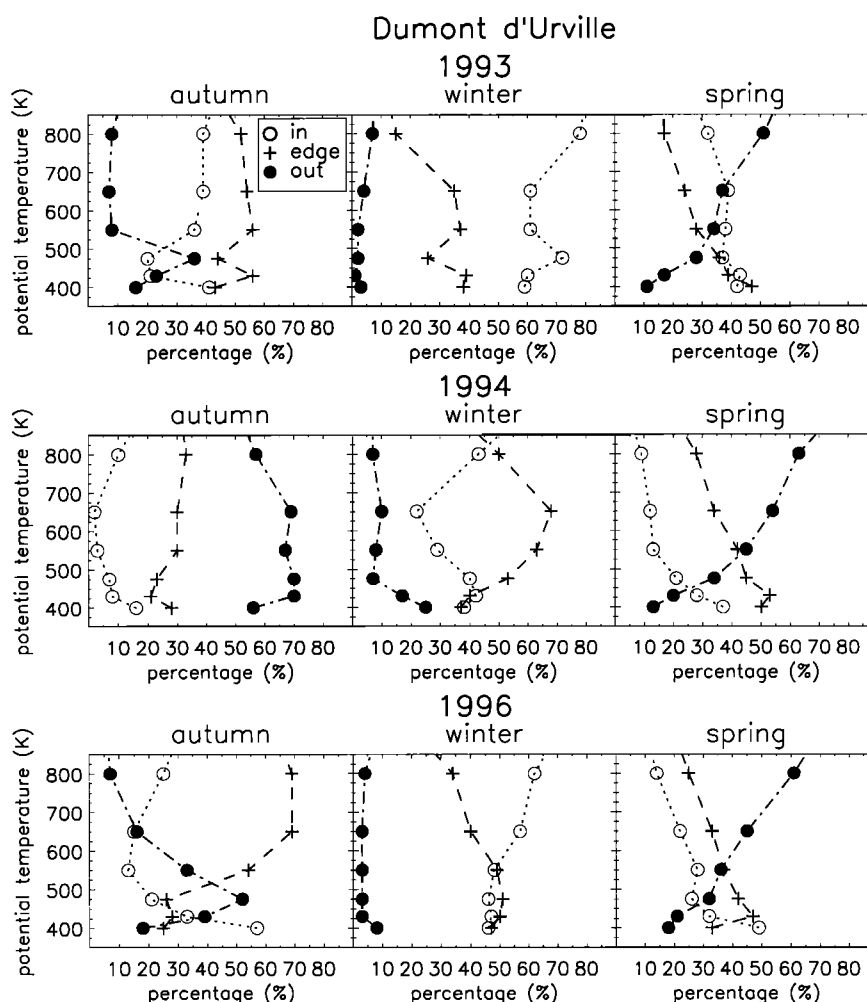 Dumont d'Urville
1993
autumn winter spring
potential temperature (K)
800
700
600
500
400
in
edge
out
10 20 30 40 50 60 70 80 10 20 30 40 50 60 70 80 10 20 30 40 50 60 70 80
percentage (%) percentage (%) percentage (%)
1994
autumn winter spring
potential temperature (K)
800
700
600
500
400
10 20 30 40 50 60 70 80 10 20 30 40 50 60 70 80 10 20 30 40 50 60 70 80
percentage (%) percentage (%) percentage (%)
1996
autumn winter spring
potential temperature (K)
800
700
600
500
400
10 20 30 40 50 60 70 80 10 20 30 40 50 60 70 80 10 20 30 40 50 60 70 80
percentage (%) percentage (%) percentage (%)